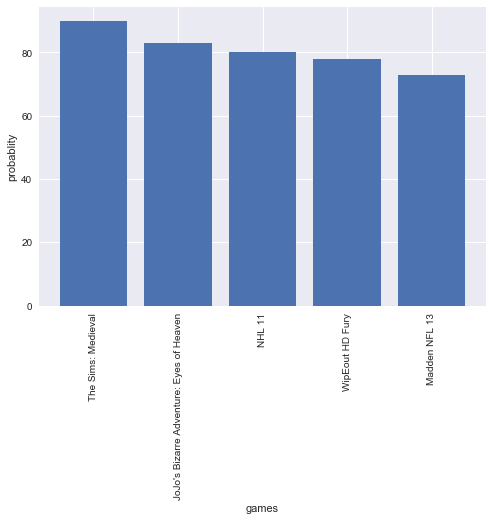 80
60
40
20
0
probablity
The Sims: Medieval
JoJo's Bizarre Adventure: Eyes of Heaven
NHL 11
WipEout HD Fury
Madden NFL 13
games